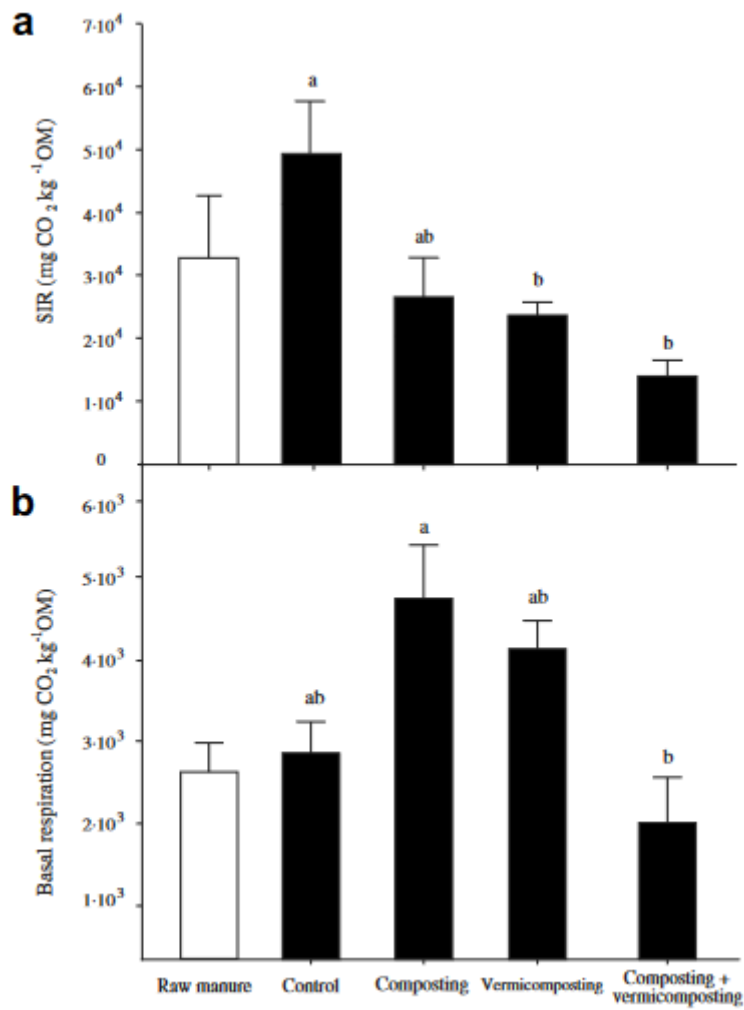 a
7·10⁴
6·10⁴
5·10⁴
4·10⁴
3·10⁴
2·10⁴
1·10⁴
0
SIR (mg CO₂ kg⁻¹OM)
a
ab
b
b
b
6·10³
5·10³
4·10³
3·10³
2·10³
1·10³
Basal respiration (mg CO₂ kg⁻¹OM)
ab
a
ab
b
Raw manure Control Composting Vermicomposting Composting +
vermicomposting